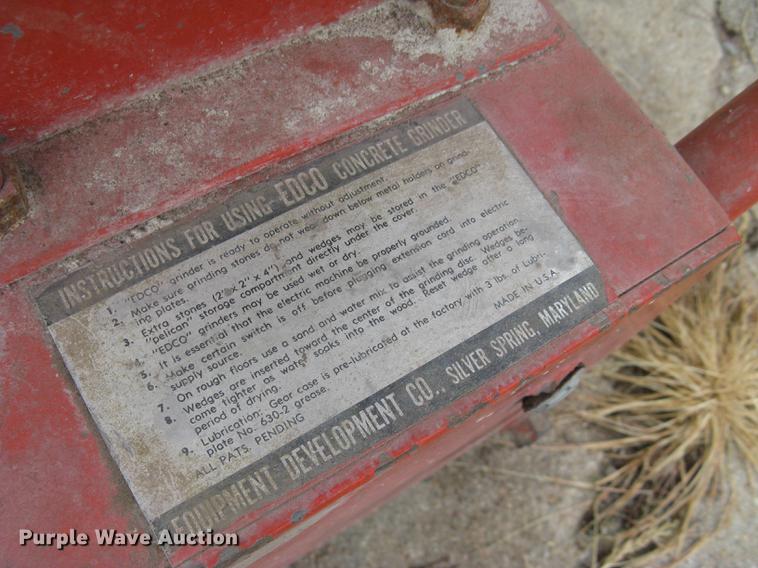 INSTRUCTIONS FOR USING EDCO CONCRETE GRINDER
1. "EDCO" grinder is ready to operate without adjustment.
2. Make sure grinding stones do not wear down below metal holders on grind-
ing plates.
3. Extra stones (2" x 2" x 4") and wedges may be stored in the "EDCO"
"pelican" storage compartment directly under the cover.
4. "EDCO" grinders may be used wet or dry.
5. It is essential that the electric machine be properly grounded.
6. Make certain switch is off before plugging extension cord into electric
supply source.
7. On rough floors use a sand and water mix to assist the grinding operation.
8. Wedges are inserted toward the center of the grinding disc. Wedges be-
come tighter as water soaks into the wood. Reset wedge after a long
period of drying.
9. Lubrication: Gear case is pre-lubricated at the factory with 3 lbs. of Lubri-
plate No. 630-2 grease.
ALL PATS. PENDING
MADE IN U.S.A.
EQUIPMENT DEVELOPMENT CO., SILVER SPRING, MARYLAND
Purple Wave Auction